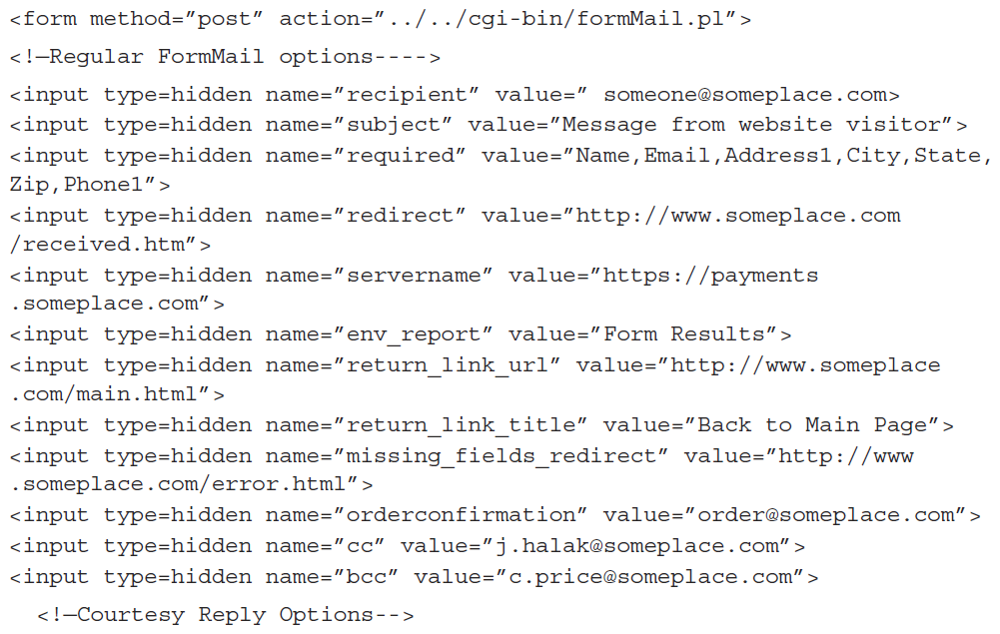 <form method=”post” action=”../../cgi-bin/formMail.pl”>
<!—Regular FormMail options---->
<input type=hidden name=”recipient” value=” someone@someplace.com>
<input type=hidden name=”subject” value=”Message from website visitor”>
<input type=hidden name=”required” value=”Name,Email,Address1,City,State,
Zip,Phone1”>
<input type=hidden name=”redirect” value=”http://www.someplace.com
/received.htm”>
<input type=hidden name=”servername” value=”https://payments
.someplace.com”>
<input type=hidden name=”env_report” value=”Form Results”>
<input type=hidden name=”return_link_url” value=”http://www.someplace
.com/main.html”>
<input type=hidden name=”return_link_title” value=”Back to Main Page”>
<input type=hidden name=”missing_fields_redirect” value=”http://www
.someplace.com/error.html”>
<input type=hidden name=”orderconfirmation” value=”order@someplace.com”>
<input type=hidden name=”cc” value=”j.halak@someplace.com”>
<input type=hidden name=”bcc” value=”c.price@someplace.com”>
<!—Courtesy Reply Options-->